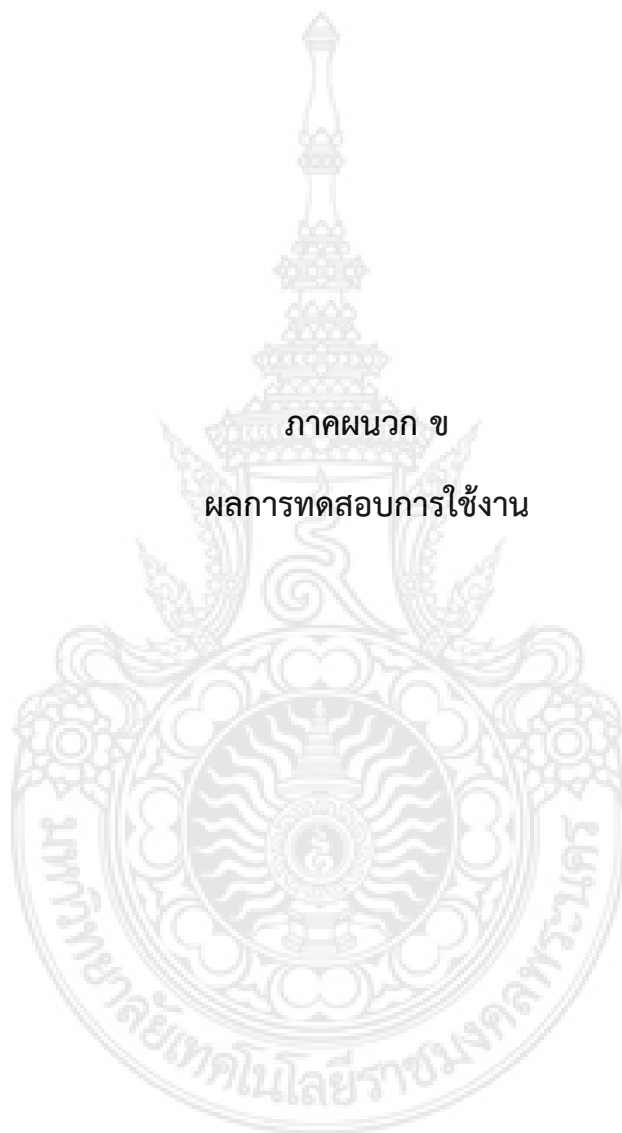 ภาคผนวก ข
ผลการทดสอบการใช้งาน
มหาวิทยาลัยเทคโนโลยีราชมงคลพระนคร